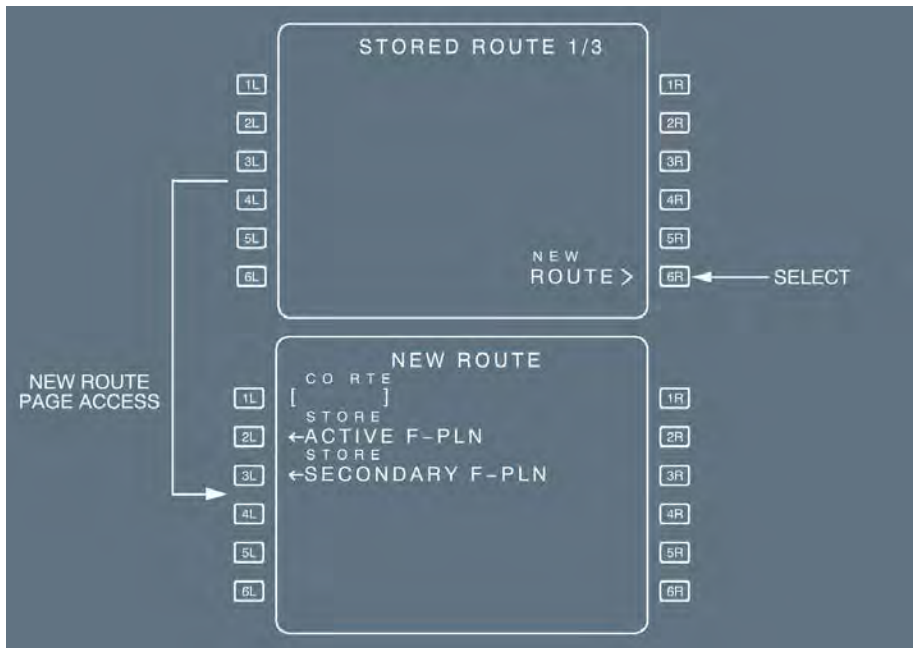 STORED ROUTE 1/3
1L 1R
2L 2R
3L 3R
4L 4R
5L 5R
NEW
6L ROUTE> 6R SELECT
NEW ROUTE
PAGE ACCESS
NEW ROUTE
CO RTE
1L [ ] 1R
STORE
2L ←ACTIVE F-PLN 2R
STORE
3L ←SECONDARY F-PLN 3R
4L 4R
5L 5R
6L 6R